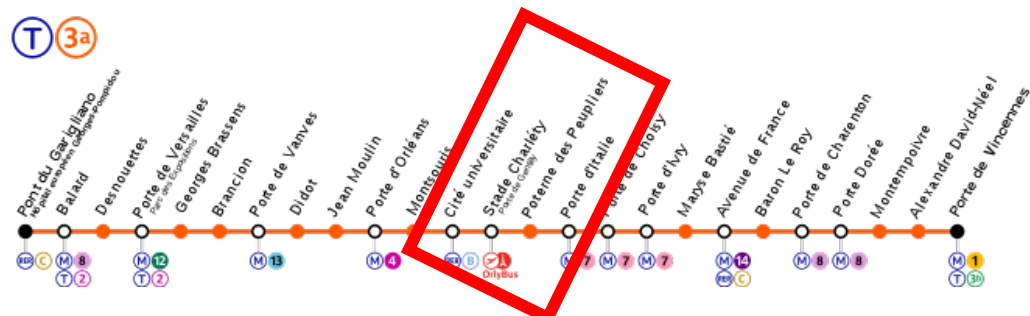 T 3a
Pont du Garigliano
Hôpital européen Georges-Pompidou
Balard
Desnouettes
Porte de Versailles
Parc des Expositions
Georges Brassens
Brancion
Porte de Vanves
Didot
Jean Moulin
Porte d'Orléans
Montsouris
Cité universitaire
Stade Charléty
Porte de Gentilly
Poterne des Peupliers
Porte d'Italie
Porte de Choisy
Porte d'Ivry
Maryse Bastié
Avenue de France
Baron Le Roy
Porte de Charenton
Porte Dorée
Montempoivre
Alexandra David-Néel
Porte de Vincennes
RER C
M 8
T 2
M 12
T 2
M 13
M 4
RER B
OrlyBus
M 7
M 7
M 7
M 14
RER C
M 8
M 8
M 1
T 3b